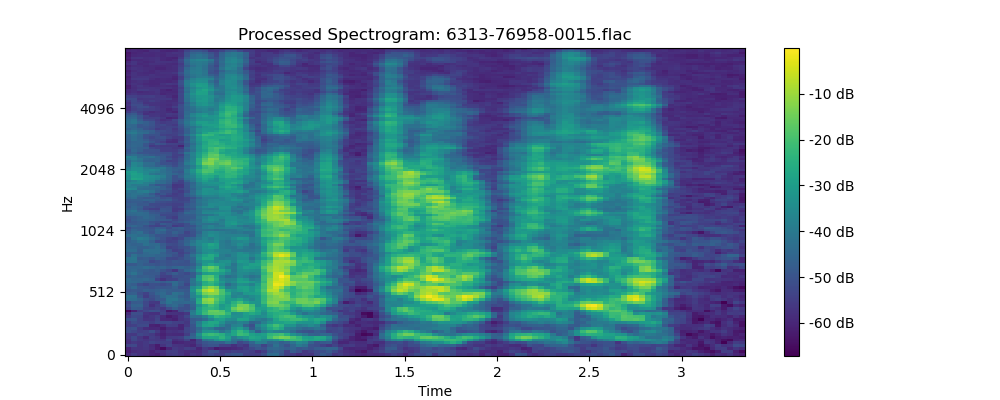 Processed Spectrogram: 6313-76958-0015.flac
4096
2048
1024
512
0
Hz
0 0.5 1 1.5 2 2.5 3
Time
-10 dB
-20 dB
-30 dB
-40 dB
-50 dB
-60 dB